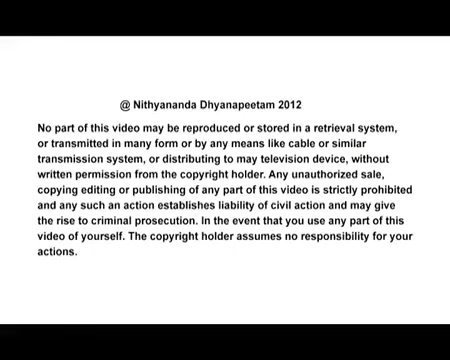 @ Nithyananda Dhyanapeetam 2012
No part of this video may be reproduced or stored in a retrieval system,
or transmitted in many form or by any means like cable or similar
transmission system, or distributing to may television device, without
written permission from the copyright holder. Any unauthorized sale,
copying editing or publishing of any part of this video is strictly prohibited
and any such an action establishes liability of civil action and may give
the rise to criminal prosecution. In the event that you use any part of this
video of yourself. The copyright holder assumes no responsibility for your
actions.